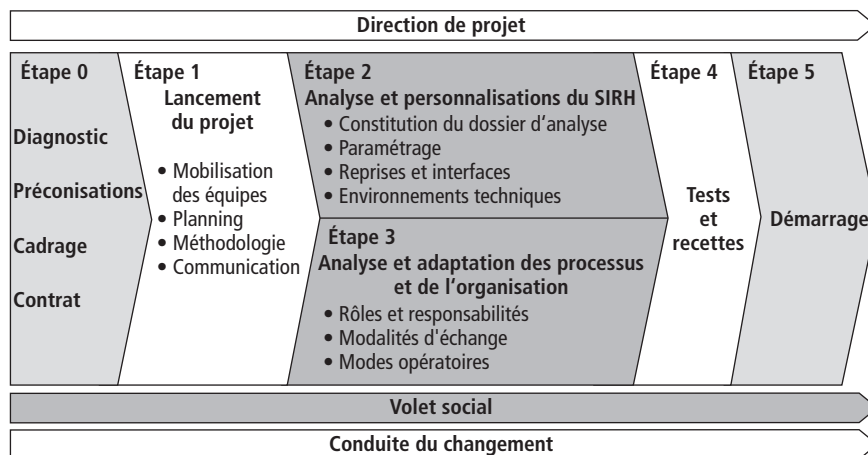 Direction de projet
Étape 0
Diagnostic
Préconisations
Cadrage
Contrat
Étape 1
Lancement
du projet
• Mobilisation
des équipes
• Planning
• Méthodologie
• Communication
Étape 2
Analyse et personnalisations du SIRH
• Constitution du dossier d'analyse
• Paramétrage
• Reprises et interfaces
• Environnements techniques
Étape 3
Analyse et adaptation des processus
et de l'organisation
• Rôles et responsabilités
• Modalités d'échange
• Modes opératoires
Étape 4
Tests
et
recettes
Étape 5
Démarrage
Volet social
Conduite du changement